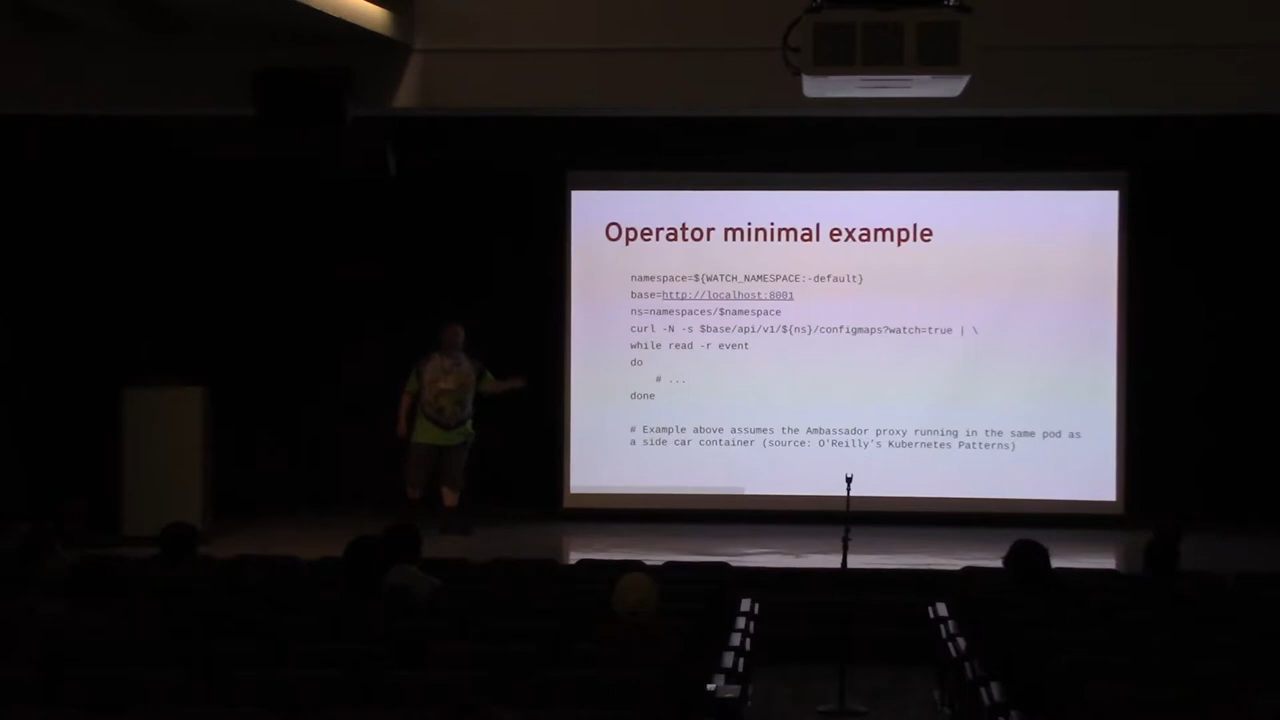 Operator minimal example
namespace=${WATCH_NAMESPACE:-default}
base=http://localhost:8001
ns=namespaces/$namespace
curl -N -s $base/api/v1/${ns}/configmaps?watch=true | \
while read -r event
do
    # ...
done
# Example above assumes the Ambassador proxy running in the same pod as
a side car container (source: O'Reilly's Kubernetes Patterns)